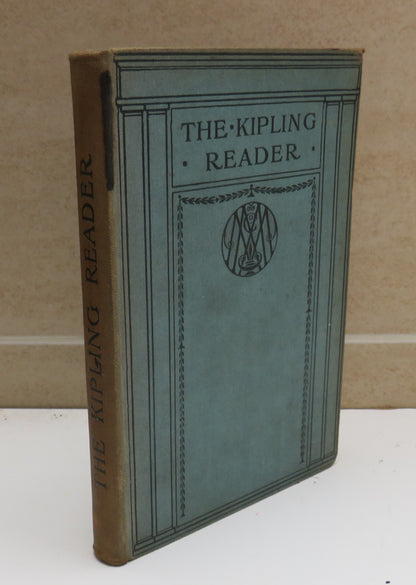 THE·KIPLING
· READER ·
THE KIPLING READER